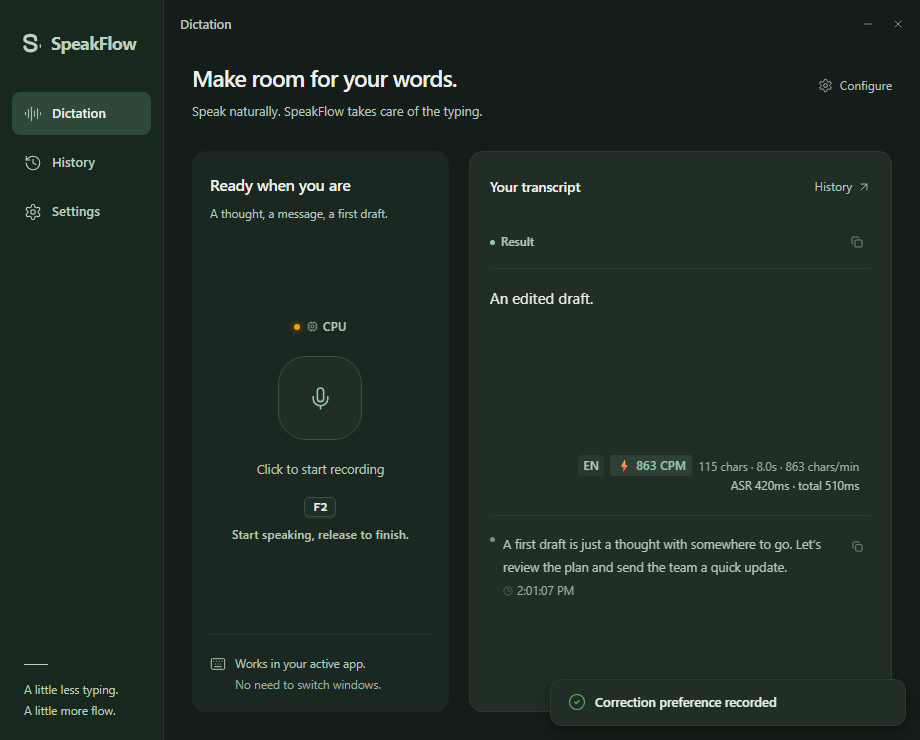 SpeakFlow
Dictation
History
Settings
A little less typing.
A little more flow.
Dictation
Make room for your words.
Speak naturally. SpeakFlow takes care of the typing.
Configure
Ready when you are
A thought, a message, a first draft.
CPU
Click to start recording
F2
Start speaking, release to finish.
Works in your active app.
No need to switch windows.
Your transcript
History
Result
An edited draft.
EN 863 CPM 115 chars · 8.0s · 863 chars/min
ASR 420ms · total 510ms
A first draft is just a thought with somewhere to go. Let's
review the plan and send the team a quick update.
2:01:07 PM
Correction preference recorded